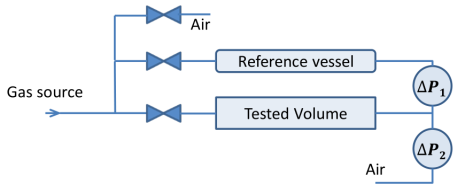 Air
Reference vessel
Gas source
ΔP₁
Tested Volume
ΔP₂
Air